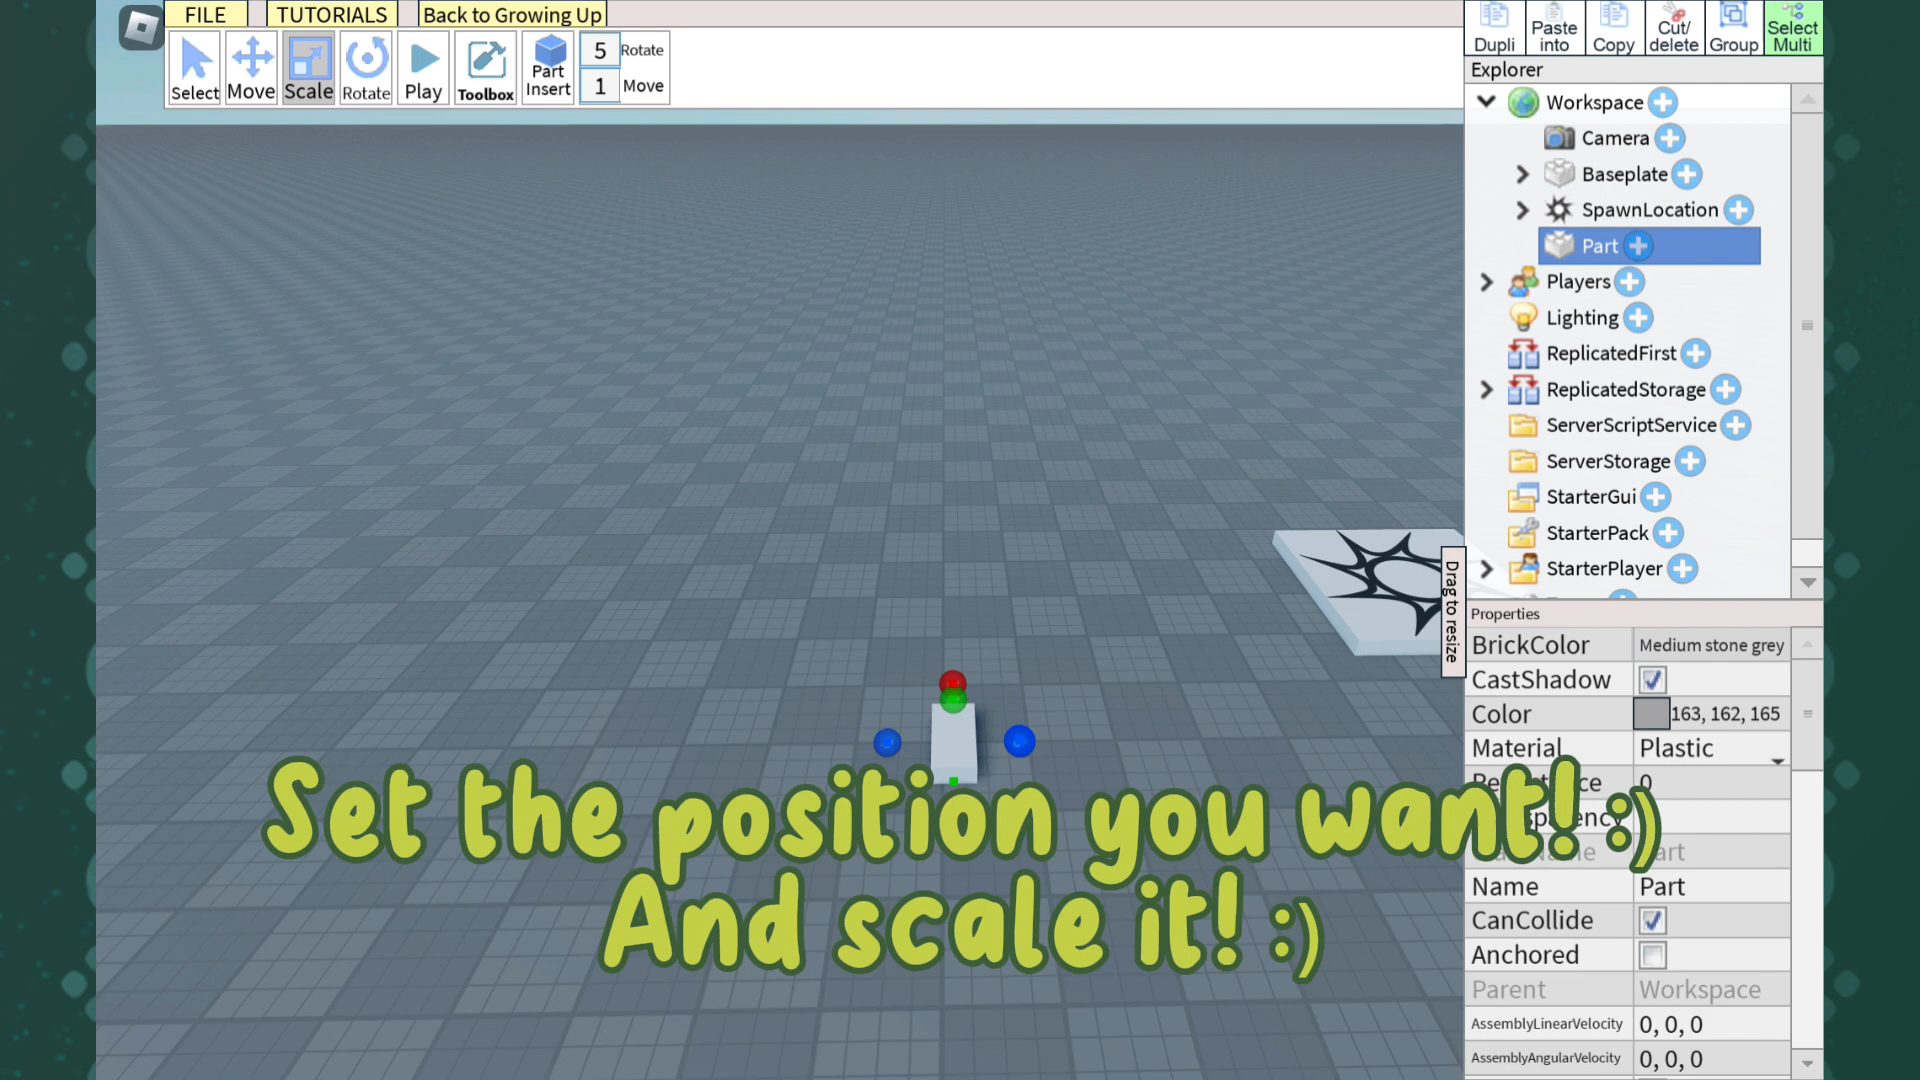 FILE
TUTORIALS
Back to Growing Up
Select
Move
Scale
Rotate
Play
Toolbox
Part
Insert
5 Rotate
1 Move
Dupli
Paste
into
Copy
Cut/
delete
Group
Select
Multi
Explorer
Workspace
Camera
Baseplate
SpawnLocation
Part
Players
Lighting
ReplicatedFirst
ReplicatedStorage
ServerScriptService
ServerStorage
StarterGui
StarterPack
StarterPlayer
Drag to resize
Properties
BrickColor Medium stone grey
CastShadow
Color 163, 162, 165
Material Plastic
0
Name Part
CanCollide
Anchored
Parent Workspace
AssemblyLinearVelocity 0, 0, 0
AssemblyAngularVelocity 0, 0, 0
Set the position you want! :)
And scale it! :)